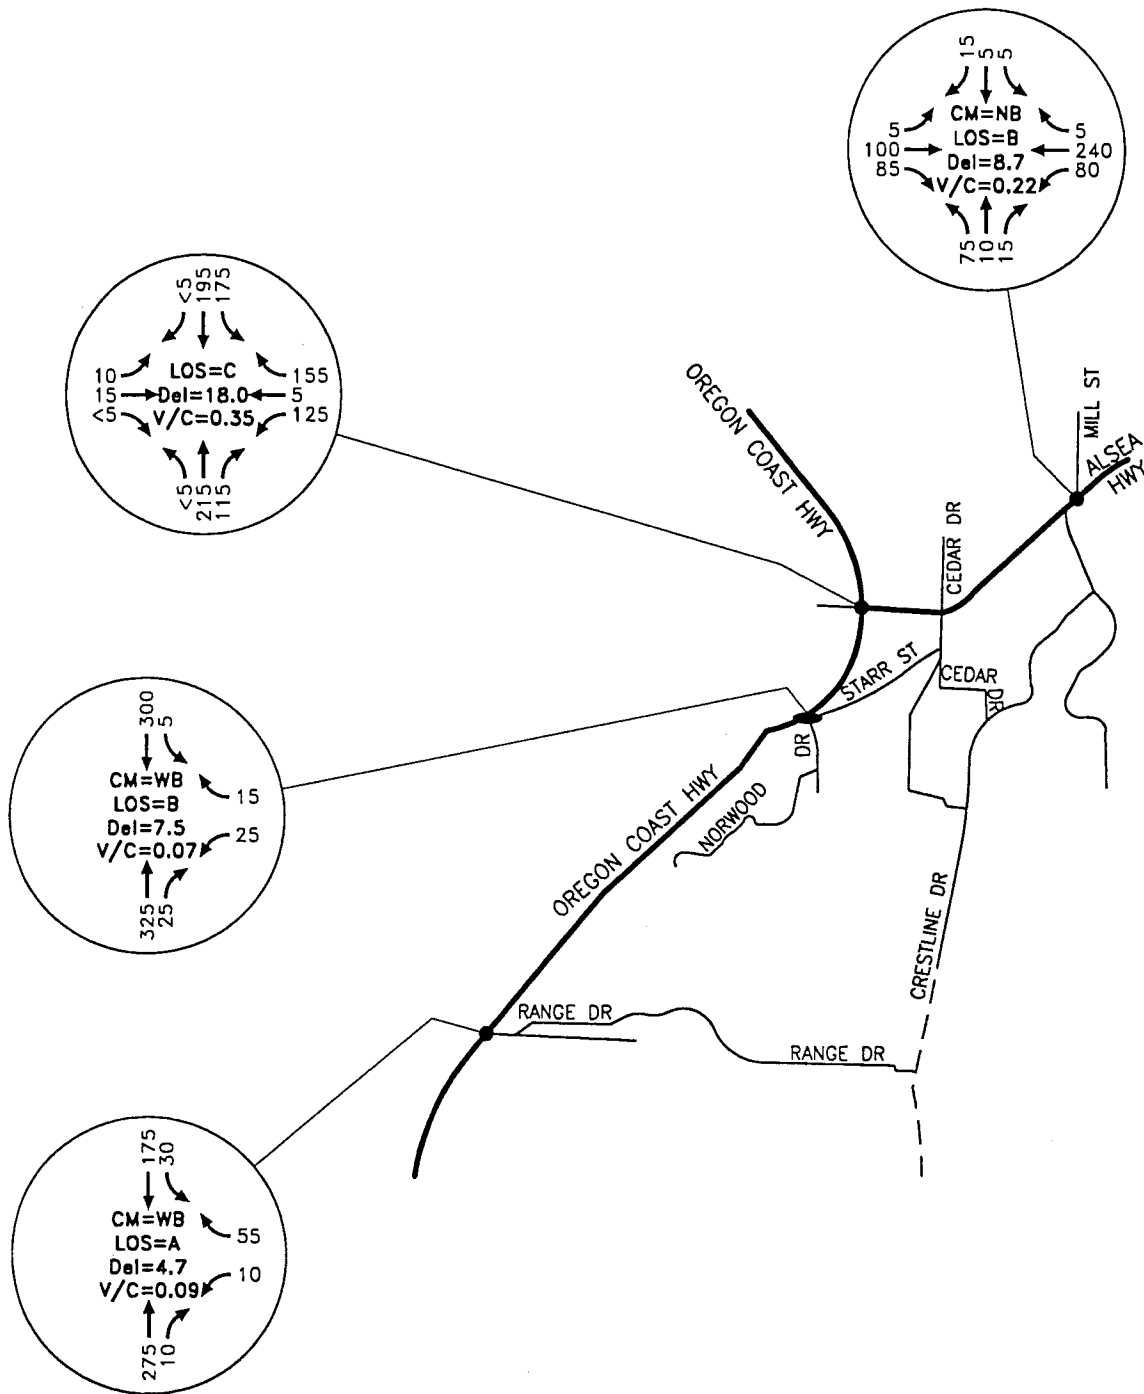 15
5
5
CM=NB
LOS=B
Del=8.7
V/C=0.22
5
100
85
5
240
80
75
10
15
<5
195
175
LOS=C
Del=18.0
V/C=0.35
10
15
<5
155
5
125
<5
215
115
OREGON COAST HWY
MILL ST
ALSEA
HWY
CEDAR DR
STARR ST
CEDAR
DR
300
5
CM=WB
LOS=B
Del=7.5
V/C=0.07
15
25
325
25
NORWOOD
DR
OREGON COAST HWY
CRESTLINE DR
RANGE DR
RANGE DR
175
30
CM=WB
LOS=A
Del=4.7
V/C=0.09
55
10
275
10